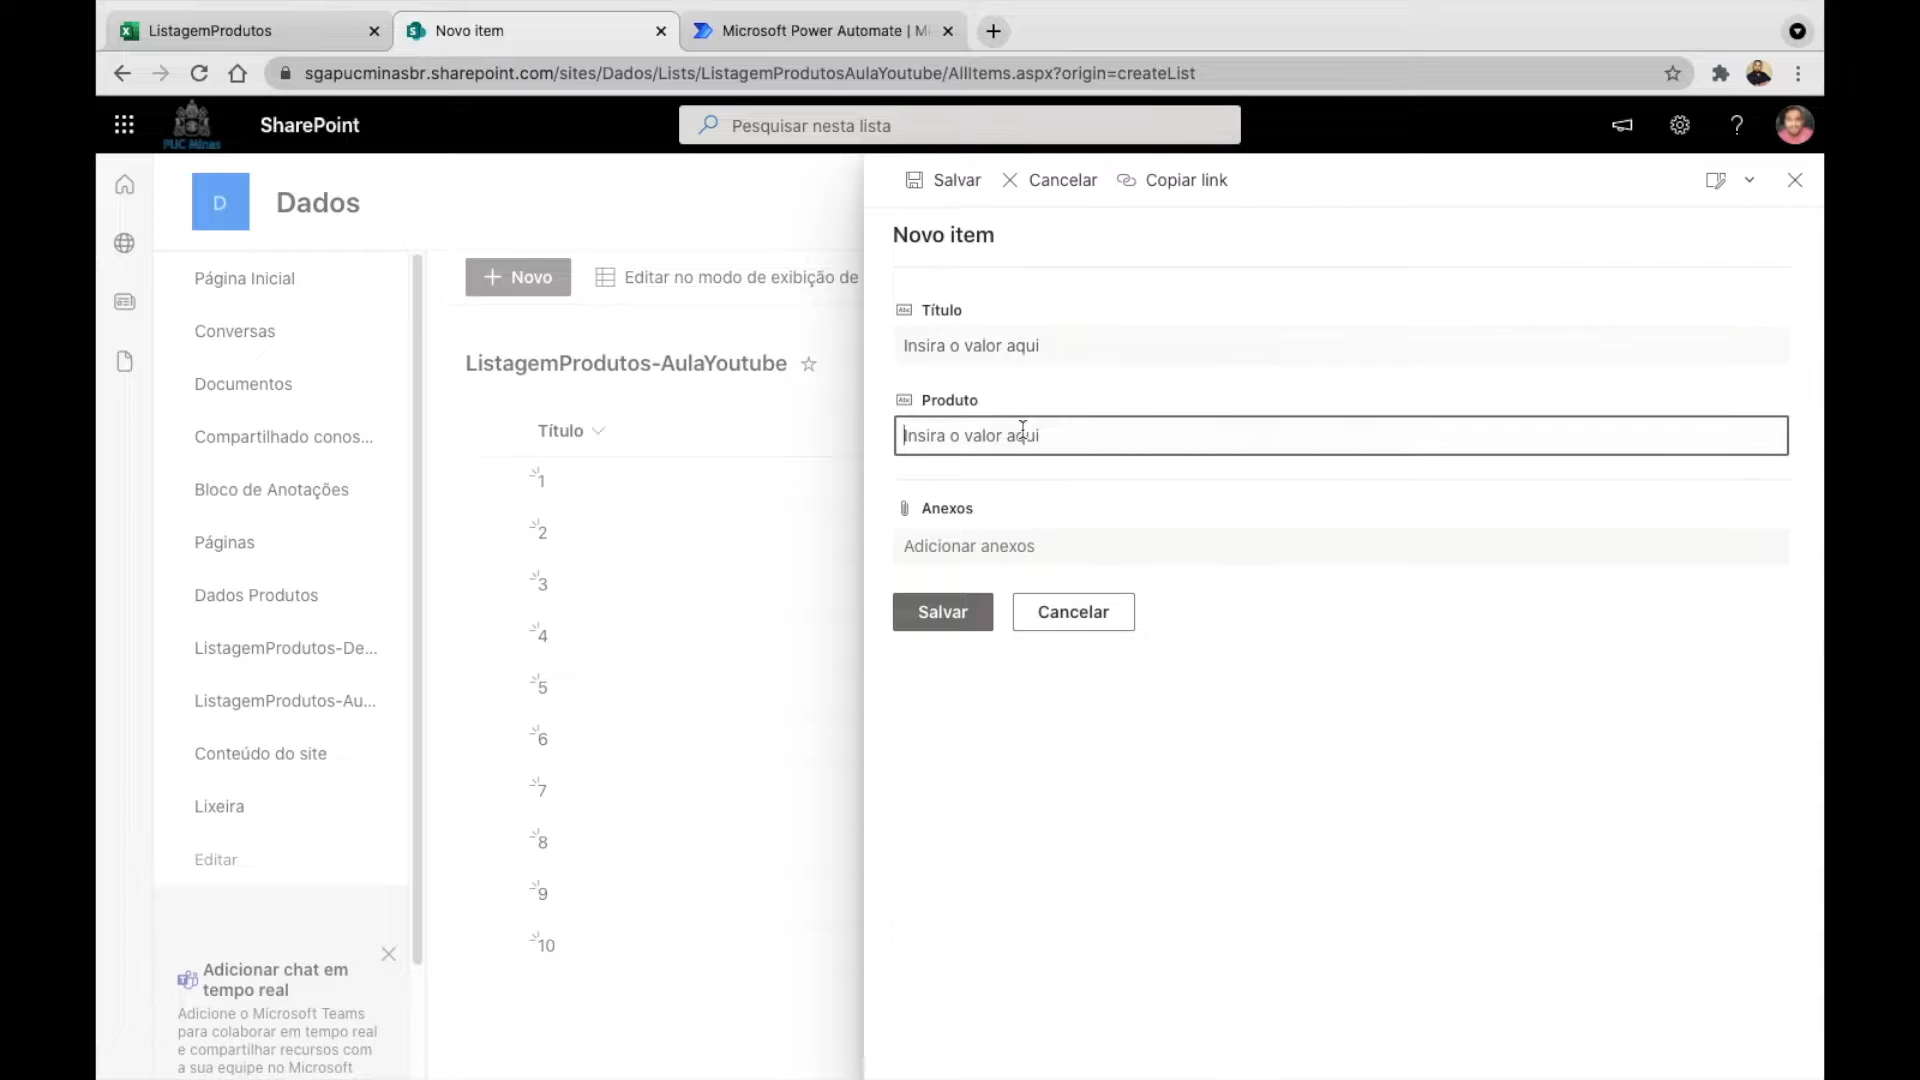 ListagemProdutos
Novo item
Microsoft Power Automate | M
sgapucminasbr.sharepoint.com/sites/Dados/Lists/ListagemProdutosAulaYoutube/AllItems.aspx?origin=createList
PUC Minas
SharePoint
Pesquisar nesta lista
D
Dados
Página Inicial
Conversas
Documentos
Compartilhado conos...
Bloco de Anotações
Páginas
Dados Produtos
ListagemProdutos-De...
ListagemProdutos-Au...
Conteúdo do site
Lixeira
Editar
Adicionar chat em
tempo real
Adicione o Microsoft Teams
para colaborar em tempo real
e compartilhar recursos com
a sua equipe no Microsoft
Novo
Editar no modo de exibição de
ListagemProdutos-AulaYoutube
Título
1
2
3
4
5
6
7
8
9
10
Salvar
Cancelar
Copiar link
Novo item
Abc Título
Insira o valor aqui
Abc Produto
Insira o valor aqui
Anexos
Adicionar anexos
Salvar
Cancelar